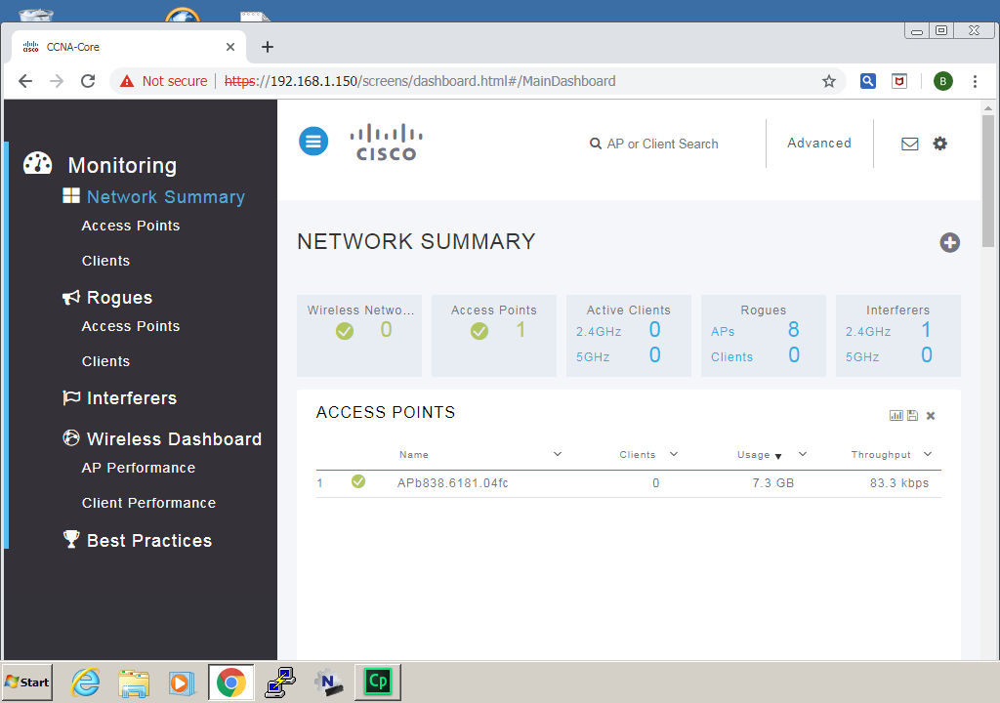 CCNA-Core
Not secure https://192.168.1.150/screens/dashboard.html#/MainDashboard
B
Monitoring
Network Summary
Access Points
Clients
Rogues
Access Points
Clients
Interferers
Wireless Dashboard
AP Performance
Client Performance
Best Practices
CISCO
AP or Client Search
Advanced
NETWORK SUMMARY
Wireless Netwo...
0
Access Points
1
Active Clients
2.4GHz 0
5GHz 0
Rogues
APs 8
Clients 0
Interferers
2.4GHz 1
5GHz 0
ACCESS POINTS
Name Clients Usage Throughput
1 APb838.6181.04fc 0 7.3 GB 83.3 kbps
Start
N
Cp